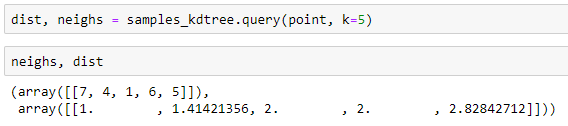 dist, neighs = samples_kdtree.query(point, k=5)
neighs, dist
(array([[7, 4, 1, 6, 5]]),
 array([[1.        , 1.41421356, 2.        , 2.        , 2.82842712]]))